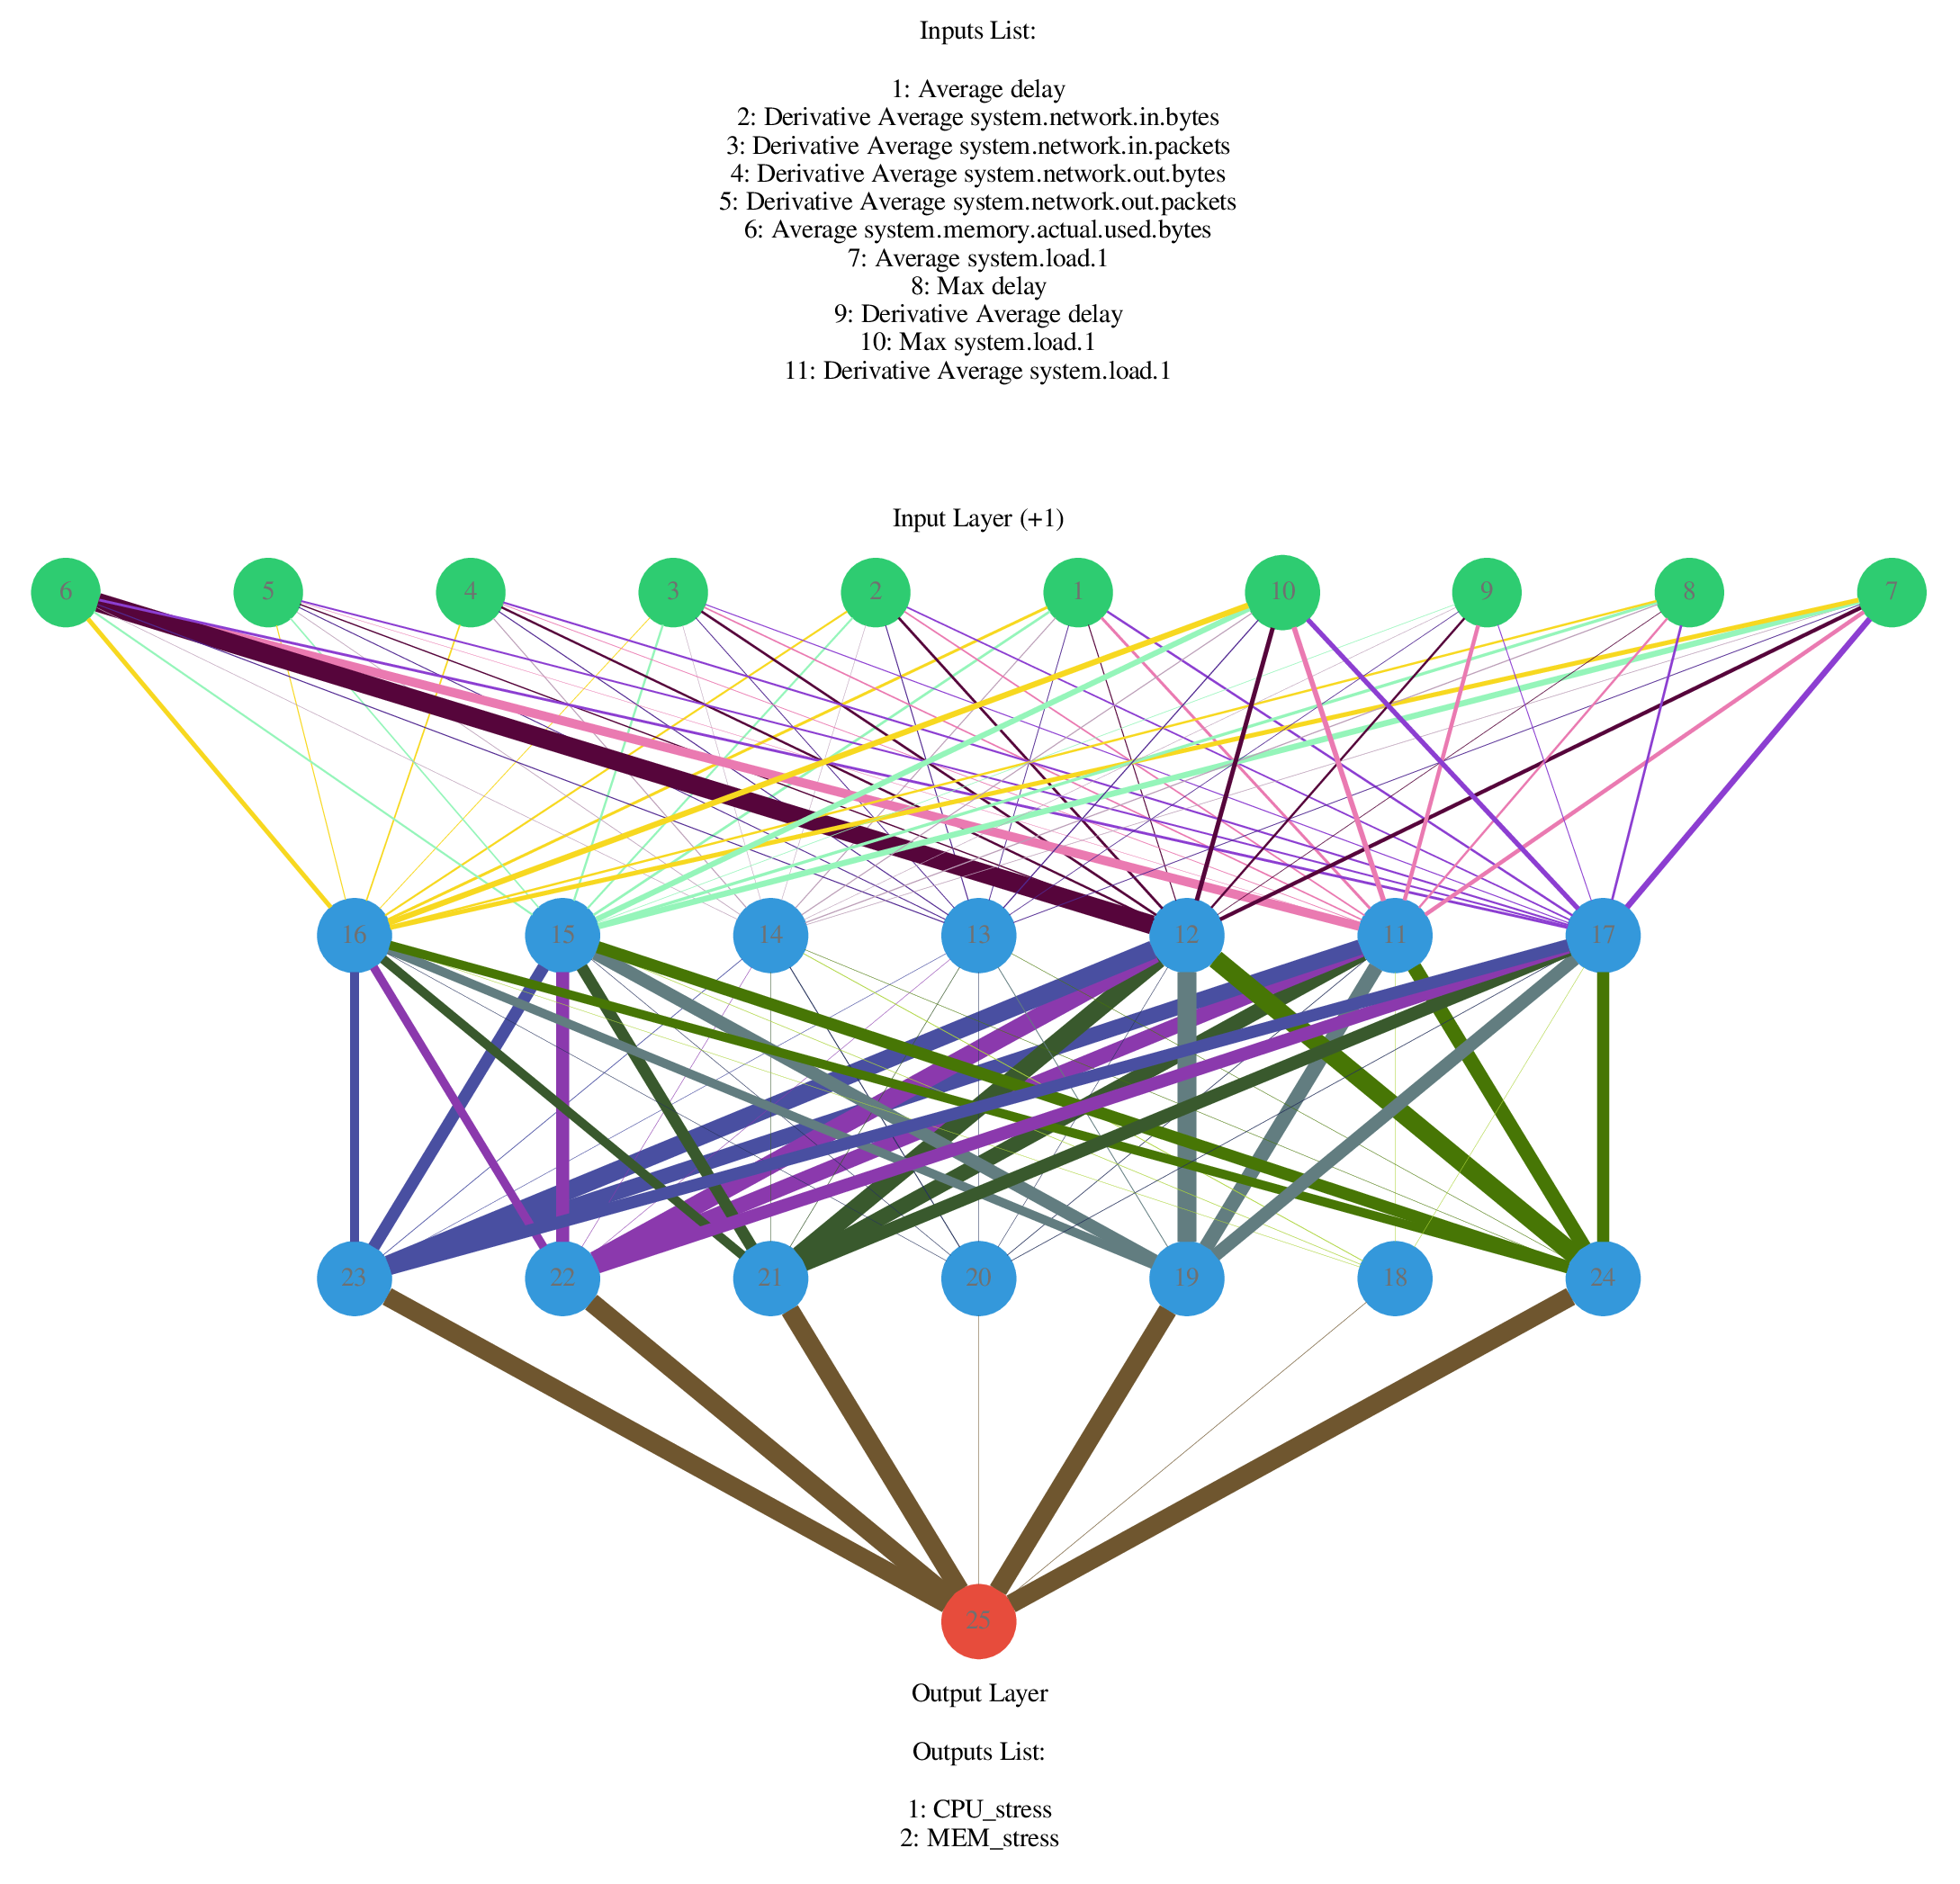 Inputs List:
1: Average delay
2: Derivative Average system.network.in.bytes
3: Derivative Average system.network.in.packets
4: Derivative Average system.network.out.bytes
5: Derivative Average system.network.out.packets
6: Average system.memory.actual.used.bytes
7: Average system.load.1
8: Max delay
9: Derivative Average delay
10: Max system.load.1
11: Derivative Average system.load.1
Input Layer (+1)
6 5 4 3 2 1 10 9 8 7
16 15 14 13 12 11 17
23 22 21 20 19 18 24
25
Output Layer
Outputs List:
1: CPU_stress
2: MEM_stress